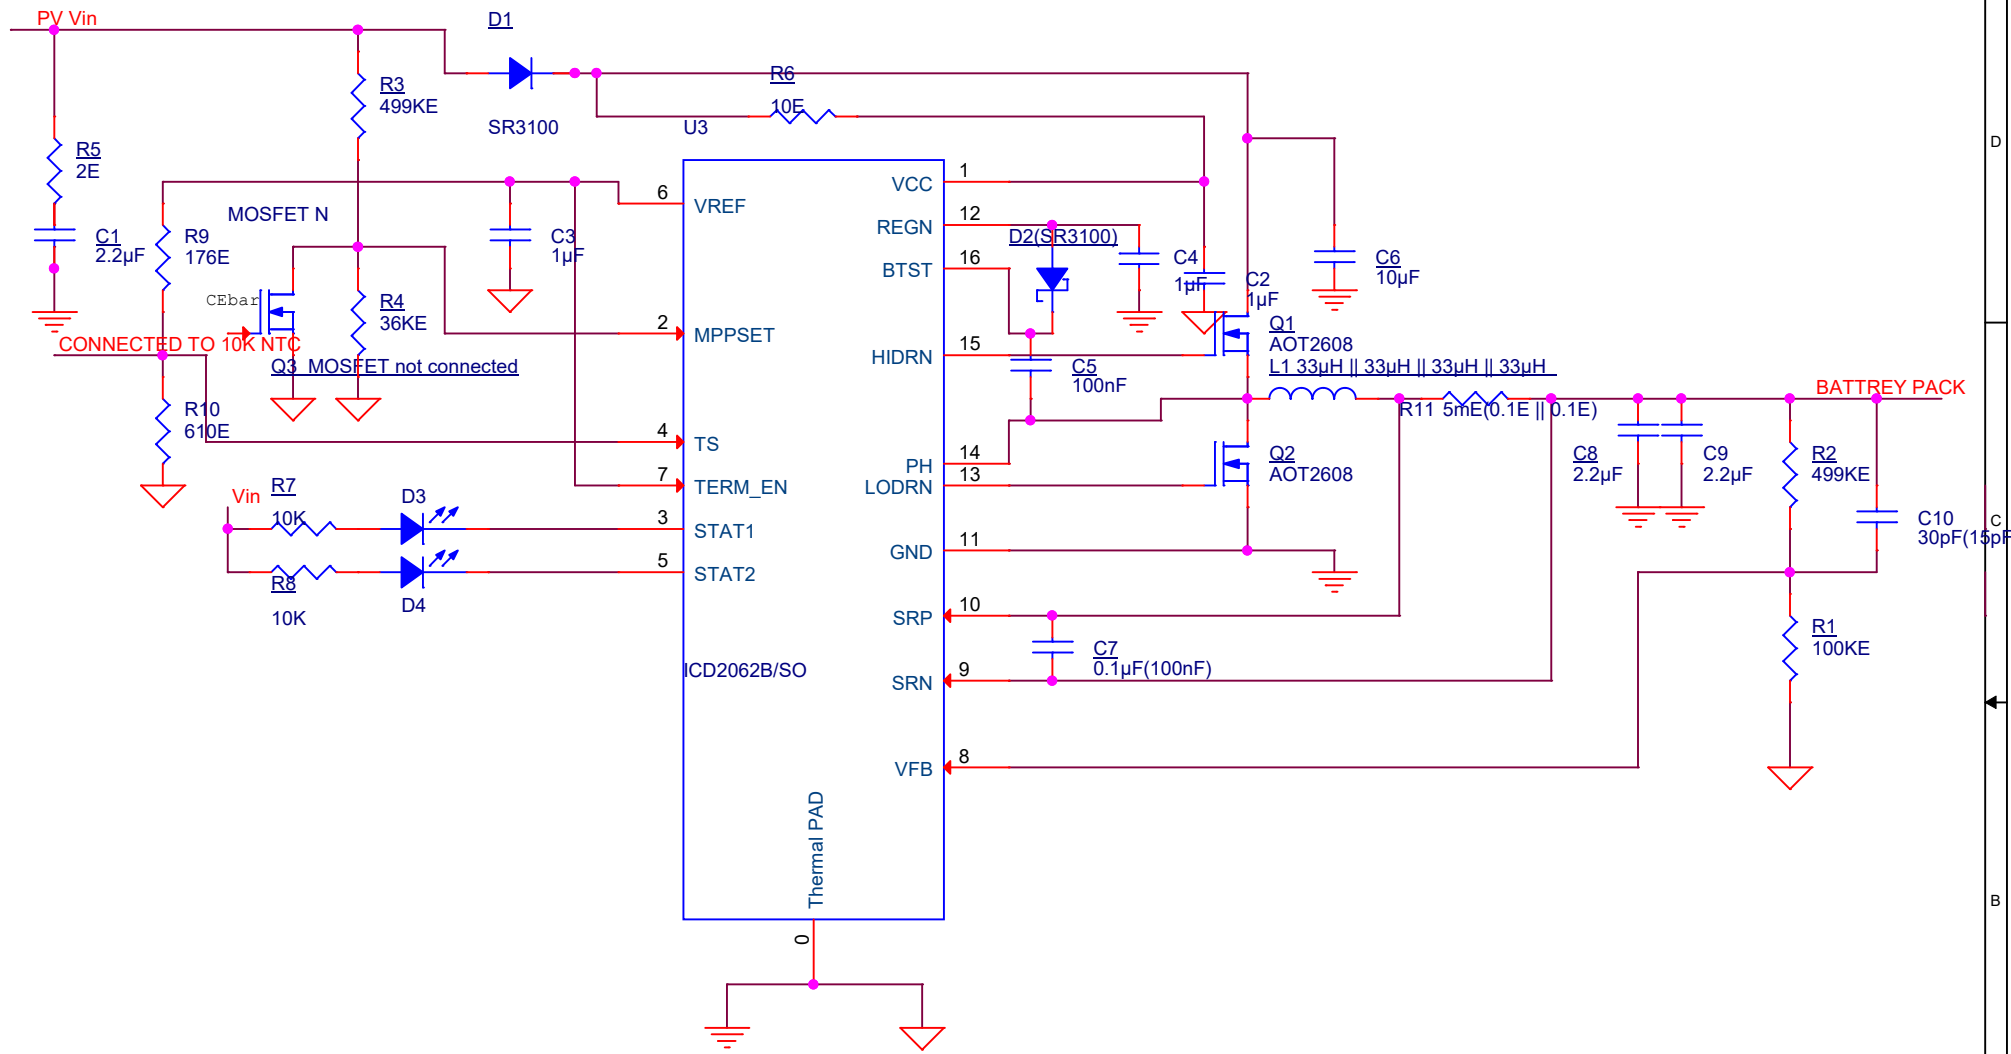 PV Vin
D1
R3
499KE
R6
10E
SR3100
U3
D
R5
2E
1
VCC
6
VREF
MOSFET N
12
REGN
D2(SR3100)
C1
2.2µF
R9
176E
C3
1µF
16
BTST
C4
1µF
C2
1µF
C6
10µF
CEbar
R4
36KE
2
MPPSET
15
HIDRN
Q1
AOT2608
CONNECTED TO 10K NTC
Q3 MOSFET not connected
C5
100nF
L1 33µH || 33µH || 33µH || 33µH
BATTREY PACK
R10
610E
R11 5mE(0.1E || 0.1E)
4
TS
14
PH
13
LODRN
Q2
AOT2608
C8
2.2µF
C9
2.2µF
R2
499KE
7
TERM_EN
Vin
R7
10K
D3
3
STAT1
C
C10
30pF(15pF
11
GND
5
STAT2
R8
10K
D4
10
SRP
R1
100KE
C7
0.1µF(100nF)
ICD2062B/SO
9
SRN
8
VFB
Thermal PAD
B
0